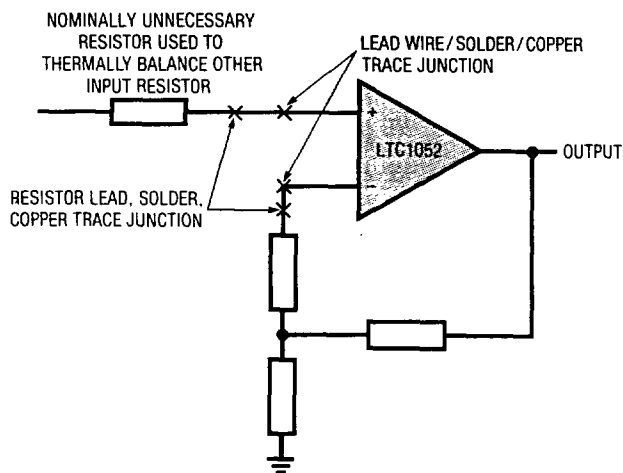 NOMINALLY UNNECESSARY
RESISTOR USED TO
THERMALLY BALANCE OTHER
INPUT RESISTOR
LEAD WIRE/SOLDER/COPPER
TRACE JUNCTION
+
LTC1052
OUTPUT
−
RESISTOR LEAD, SOLDER,
COPPER TRACE JUNCTION